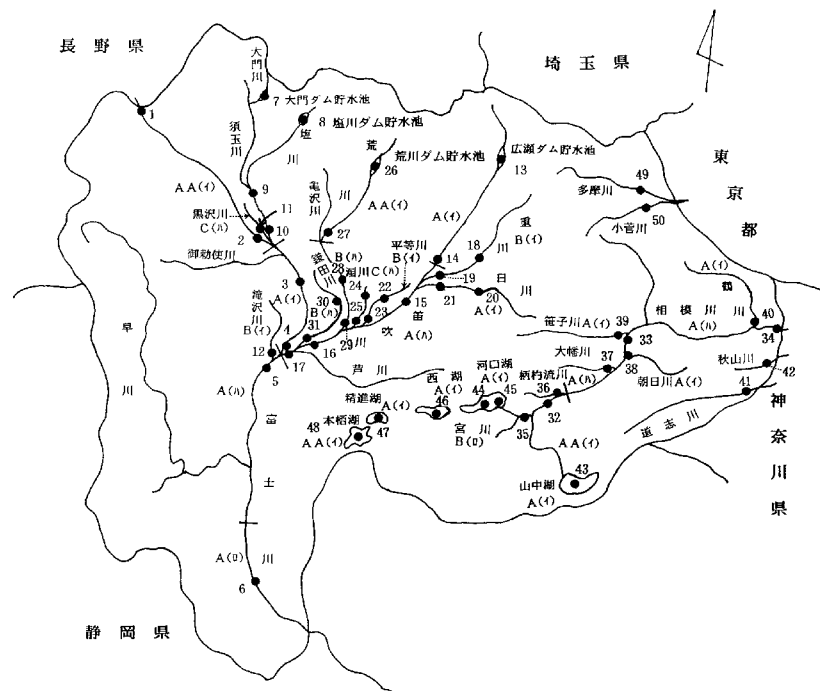 長野県
埼玉県
東京都
神奈川県
静岡県
大門川
7 大門ダム貯水池
8 塩川ダム貯水池
塩川
須玉川
1
9
AA(イ)
黒沢川
C(ハ)
11
10
2
御勅使川
3
A(イ)
荒川
荒川ダム貯水池
26
AA(イ)
亀沢川
27
広瀬ダム貯水池
13
A(イ)
重川
B(イ)
平等川
B(イ)
14
18
19
日川
20
A(イ)
21
B(ハ)
28
鎌田川
30
B(ハ)
24
C(ハ)
25
22
23
15
笛吹川
A(ハ)
29
31
16
滝沢川
B(イ)
12
4
17
5
芦川
早川
A(ハ)
富士川
A(ロ)
6
多摩川
49
小菅川
50
鶴川
A(イ)
相模川
A(ハ)
40
34
笹子川 A(イ)
39
33
大幡川
37
38
朝日川 A(イ)
秋山川
42
41
道志川
柄杓流川
36
A(ハ)
32
35
宮川
B(ロ)
AA(イ)
43
山中湖
A(イ)
河口湖
A(イ)
44
45
西湖
A(イ)
46
精進湖
A(イ)
47
本栖湖
48
AA(イ)